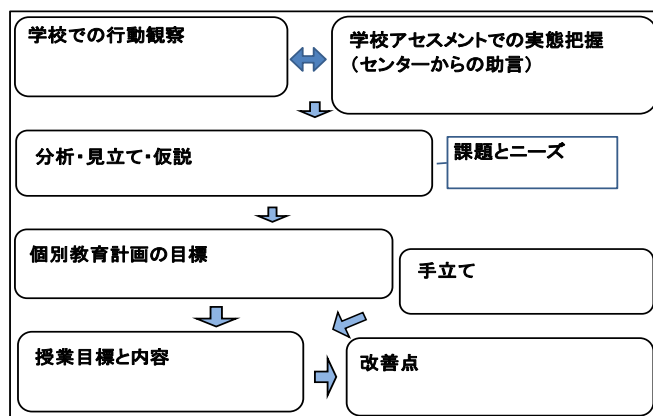 学校での行動観察
学校アセスメントでの実態把握
（センターからの助言）
分析・見立て・仮説
課題とニーズ
個別教育計画の目標
手立て
授業目標と内容
改善点